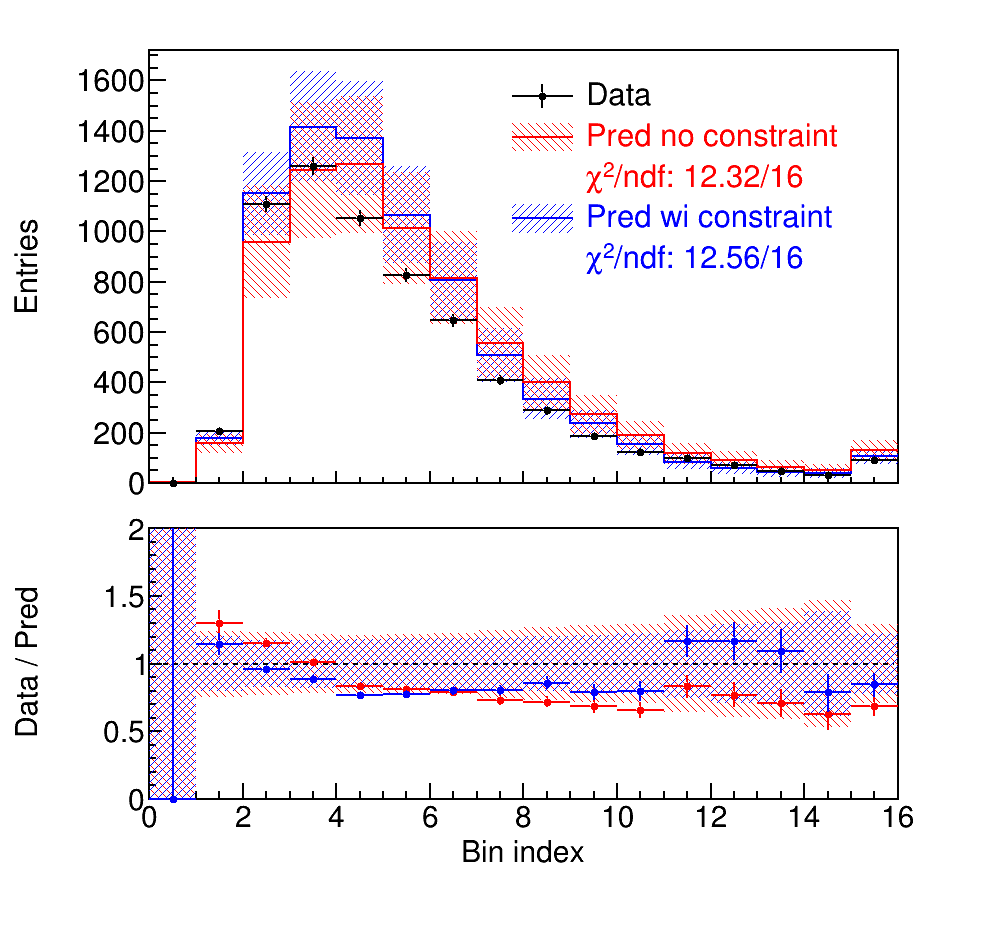 1600
1400
1200
1000
800
600
400
200
0
Entries
Data
Pred no constraint
χ²/ndf: 12.32/16
Pred wi constraint
χ²/ndf: 12.56/16
2
1.5
1
0.5
0
Data / Pred
0 2 4 6 8 10 12 14 16
Bin index